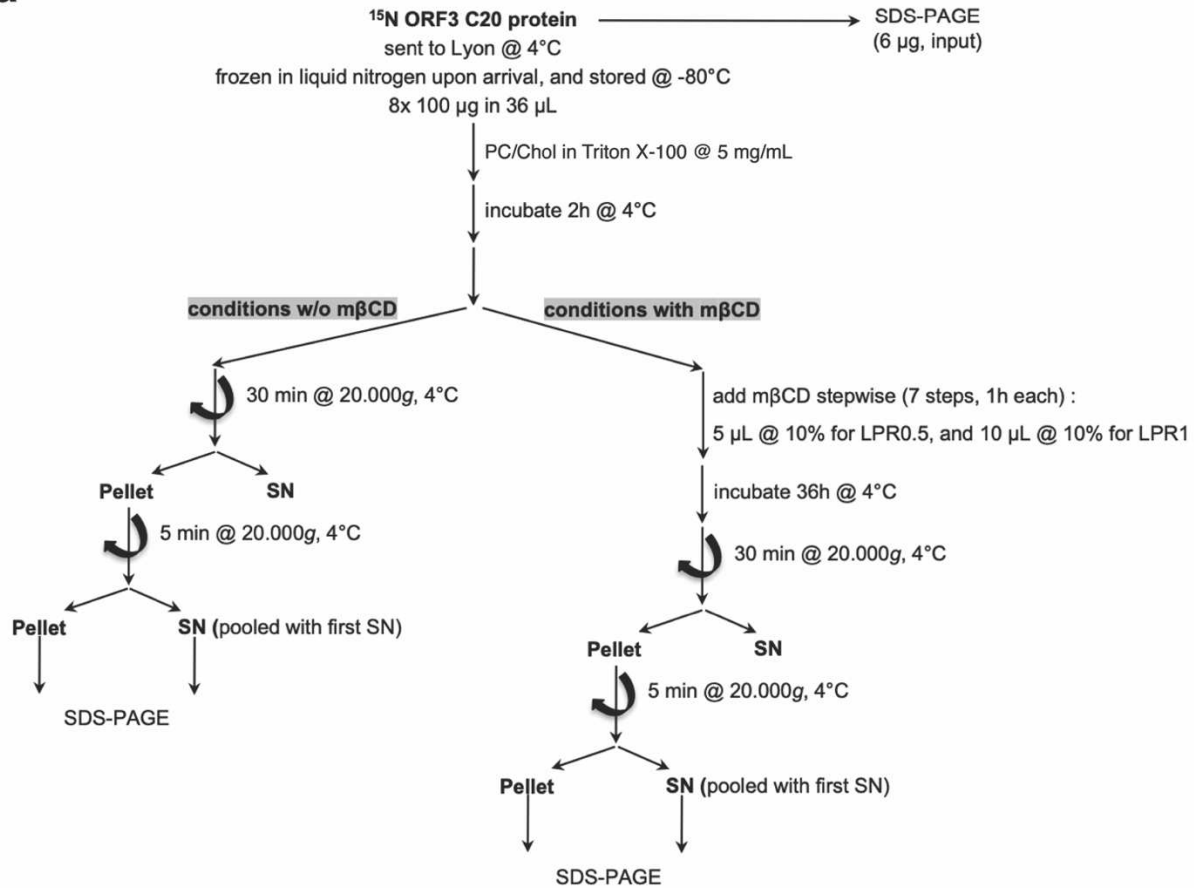 ¹⁵N ORF3 C20 protein
SDS-PAGE
(6 µg, input)
sent to Lyon @ 4°C
frozen in liquid nitrogen upon arrival, and stored @ -80°C
8x 100 µg in 36 µL
PC/Chol in Triton X-100 @ 5 mg/mL
incubate 2h @ 4°C
conditions w/o mβCD
30 min @ 20.000g, 4°C
Pellet
SN
5 min @ 20.000g, 4°C
Pellet
SN (pooled with first SN)
SDS-PAGE
conditions with mβCD
add mβCD stepwise (7 steps, 1h each) :
5 µL @ 10% for LPR0.5, and 10 µL @ 10% for LPR1
incubate 36h @ 4°C
30 min @ 20.000g, 4°C
Pellet
SN
5 min @ 20.000g, 4°C
Pellet
SN (pooled with first SN)
SDS-PAGE